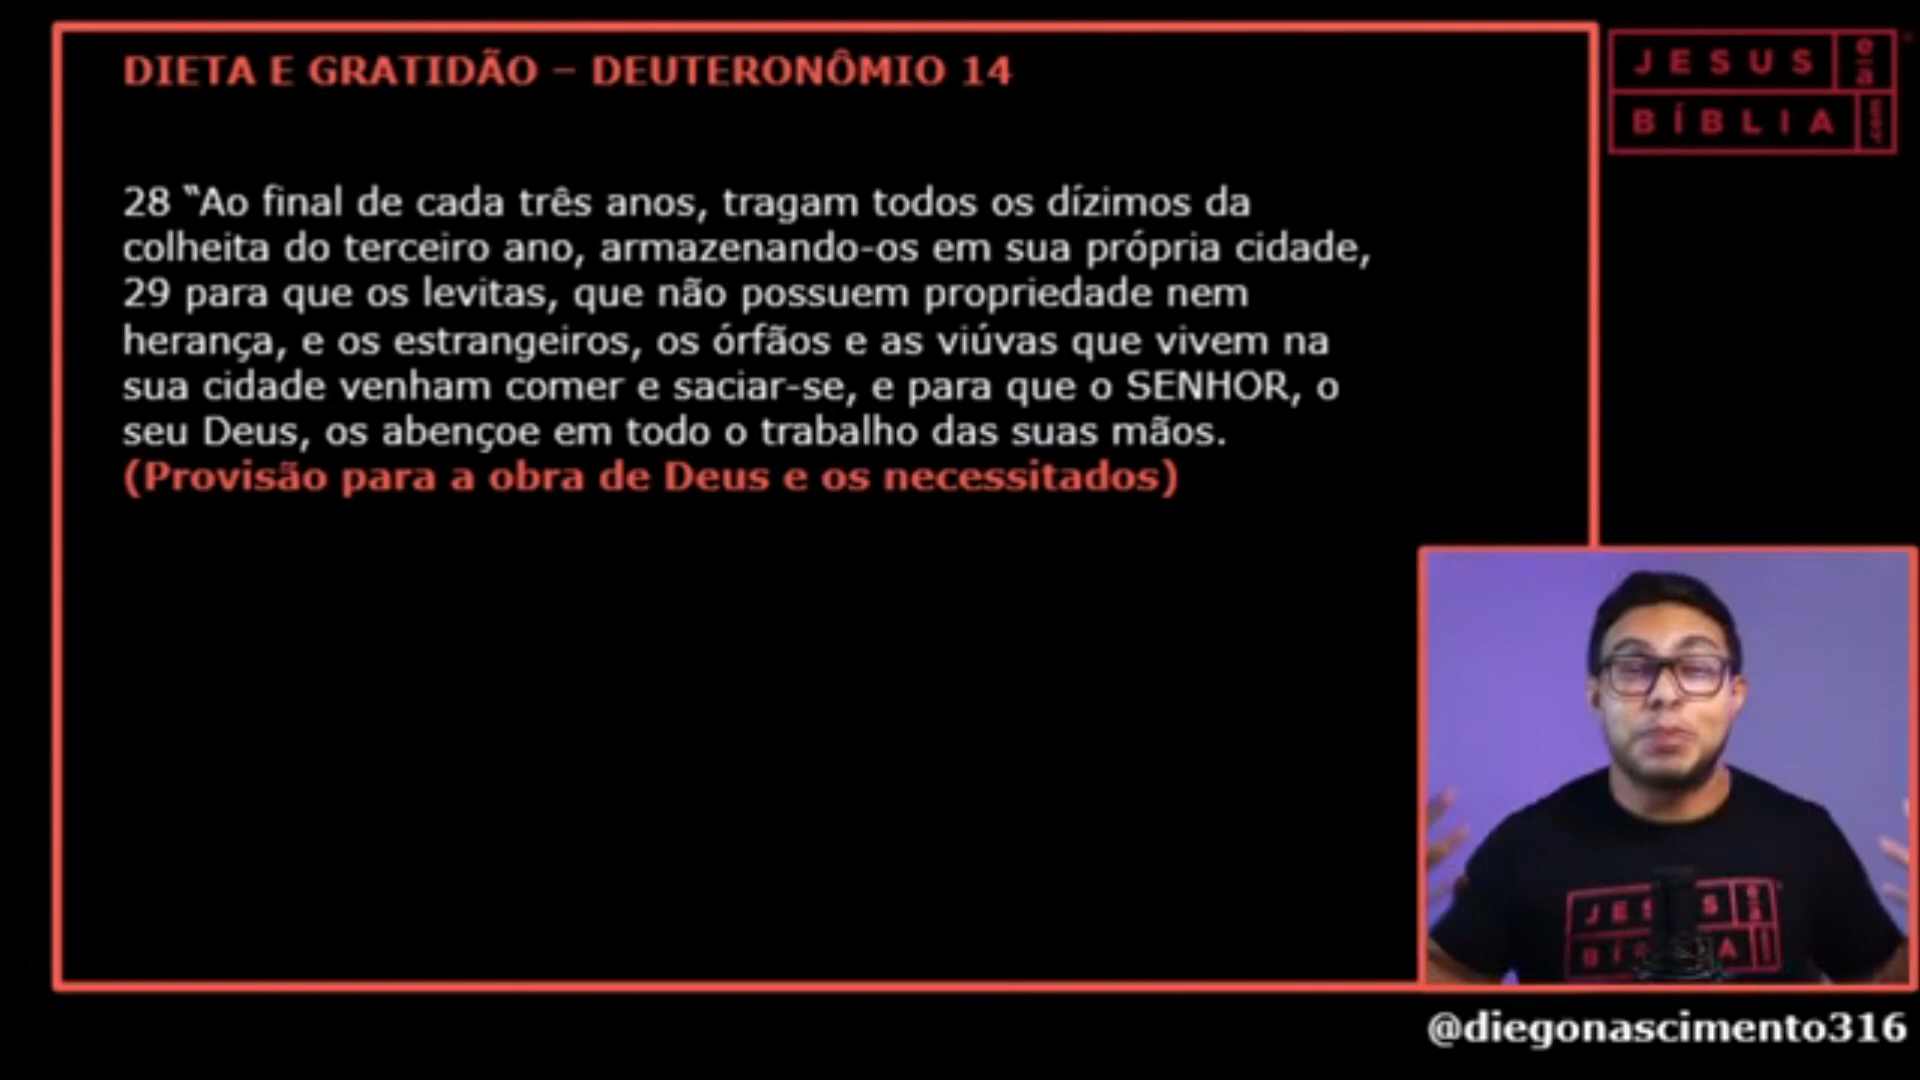 DIETA E GRATIDÃO – DEUTERONÔMIO 14
JESUS e a
BÍBLIA .com
28 “Ao final de cada três anos, tragam todos os dízimos da
colheita do terceiro ano, armazenando-os em sua própria cidade,
29 para que os levitas, que não possuem propriedade nem
herança, e os estrangeiros, os órfãos e as viúvas que vivem na
sua cidade venham comer e saciar-se, e para que o SENHOR, o
seu Deus, os abençoe em todo o trabalho das suas mãos.
(Provisão para a obra de Deus e os necessitados)
@diegonascimento316